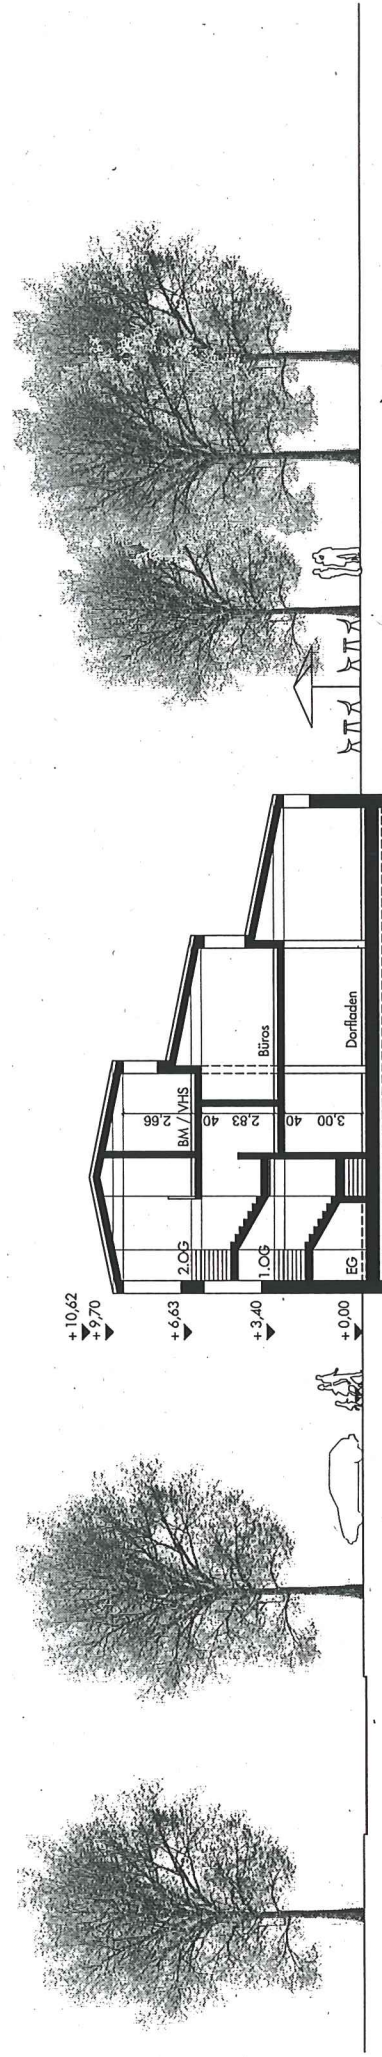 + 10,62
+ 9,70
+ 6,63
+ 3,40
+ 0,00
2.OG
1.OG
EG
BM / VHS
Büros
Dorfladen
2,66
40
2,83
40
3,00